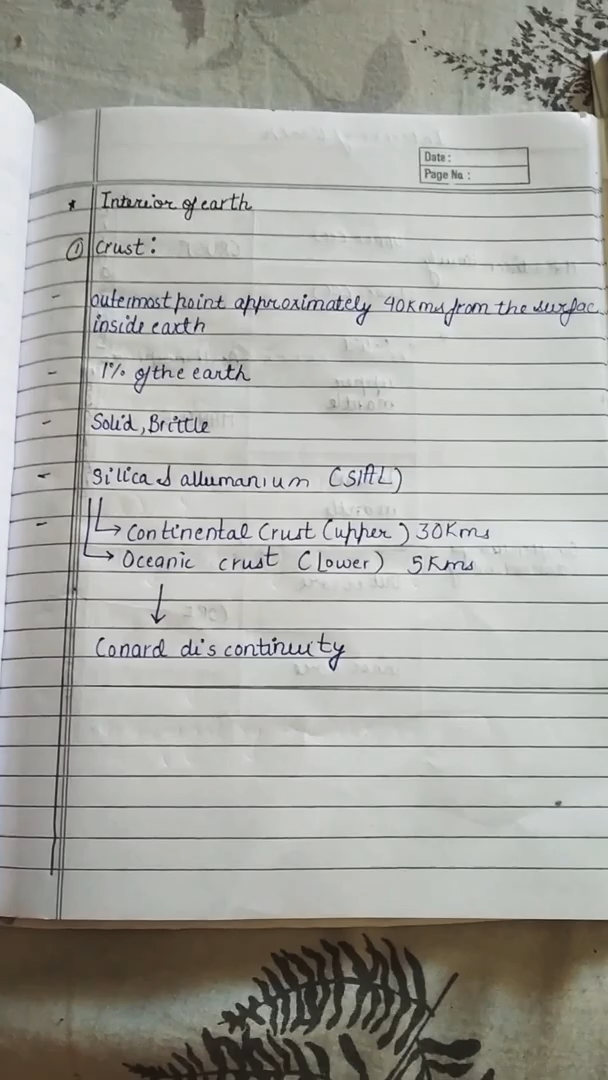 Date :
Page No :
* Interior of earth
① Crust:
- outermost point approximately 40Kms from the surfac
inside earth
- 1% of the earth
- Solid, Brittle
- Silica & allumanium (SIAL)
- → Continental Crust (upper) 30Kms
→ Oceanic crust (lower) 5Kms
↓
Conard discontinuity